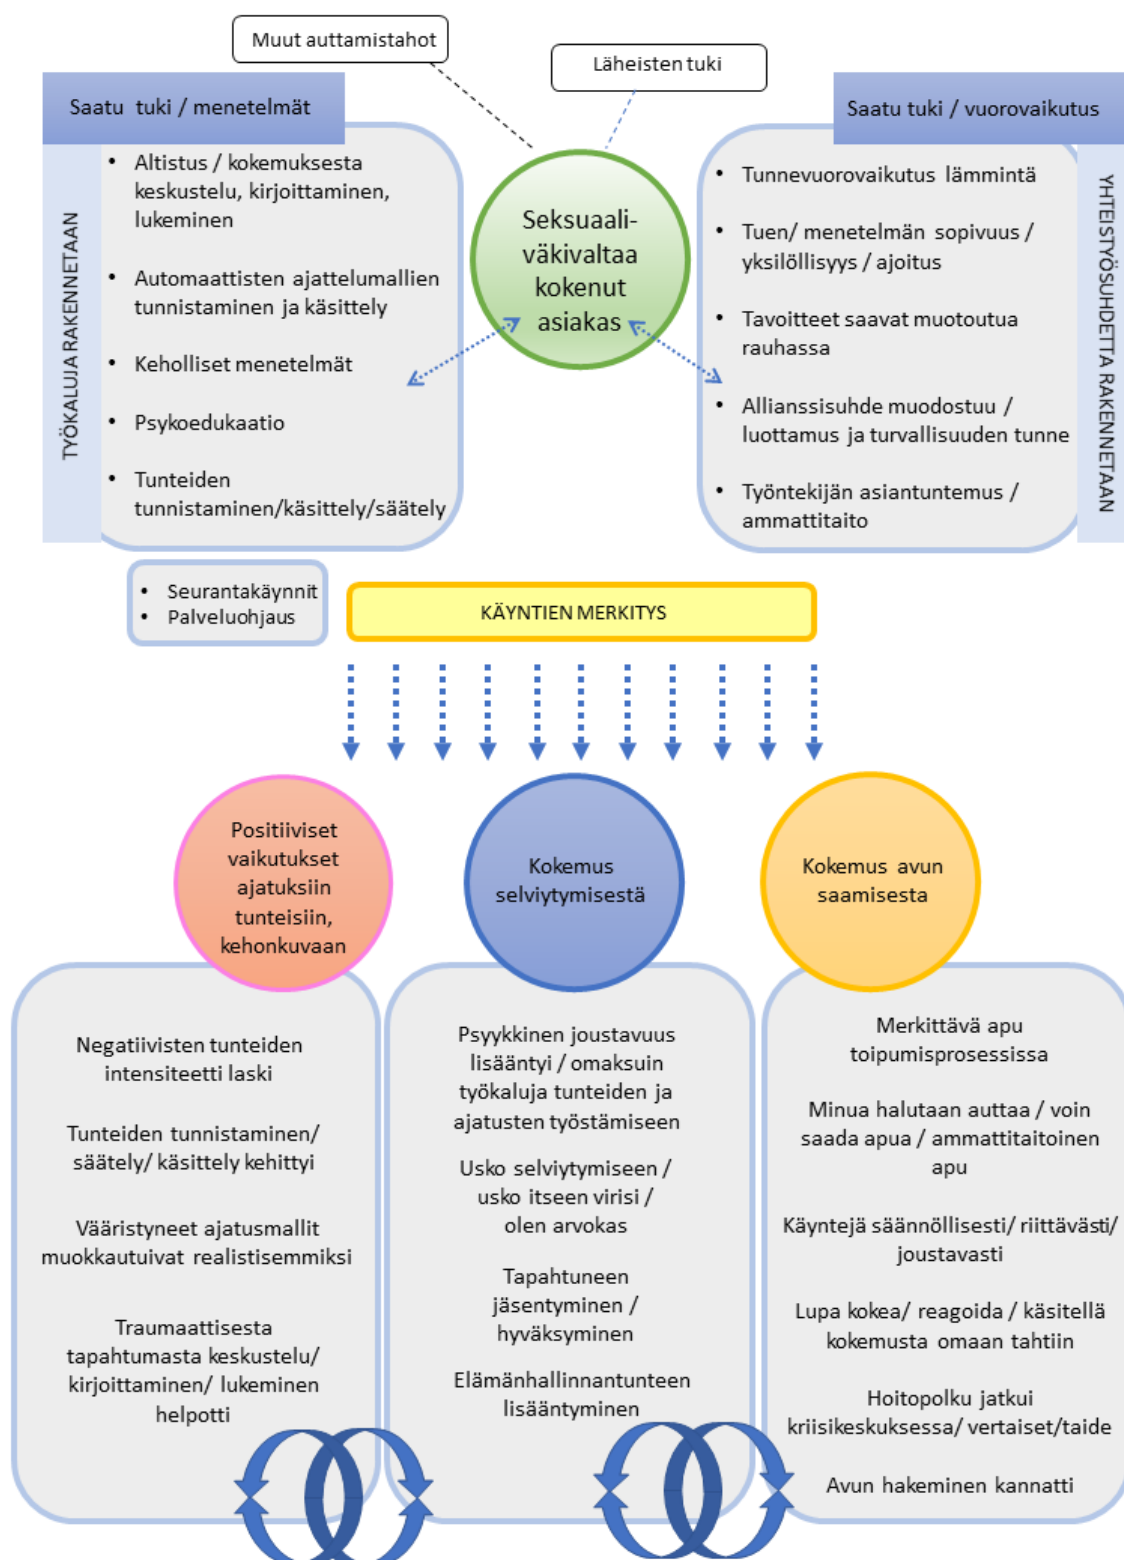 Muut auttamistahot
Läheisten tuki
Saatu tuki / menetelmät
TYÖKALUJA RAKENNETAAN
• Altistus / kokemuksesta
keskustelu, kirjoittaminen,
lukeminen
• Automaattisten ajattelumallien
tunnistaminen ja käsittely
• Keholliset menetelmät
• Psykoedukaatio
• Tunteiden
tunnistaminen/käsittely/säätely
Seksuaali-
väkivaltaa
kokenut
asiakas
Saatu tuki / vuorovaikutus
• Tunnevuorovaikutus lämmintä
• Tuen/ menetelmän sopivuus /
yksilöllisyys / ajoitus
• Tavoitteet saavat muotoutua
rauhassa
• Allianssisuhde muodostuu /
luottamus ja turvallisuuden tunne
• Työntekijän asiantuntemus /
ammattitaito
YHTEISTYÖSUHDETTA RAKENNETAAN
• Seurantakäynnit
• Palveluohjaus
KÄYNTIEN MERKITYS
Positiiviset
vaikutukset
ajatuksiin
tunteisiin,
kehonkuvaan
Negatiivisten tunteiden
intensiteetti laski
Tunteiden tunnistaminen/
säätely/ käsittely kehittyi
Vääristyneet ajatusmallit
muokkautuivat realistisemmiksi
Traumaattisesta
tapahtumasta keskustelu/
kirjoittaminen/ lukeminen
helpotti
Kokemus
selviytymisestä
Psyykkinen joustavuus
lisääntyi / omaksuin
työkaluja tunteiden ja
ajatusten työstämiseen
Usko selviytymiseen /
usko itseen virisi /
olen arvokas
Tapahtuneen
jäsentyminen /
hyväksyminen
Elämänhallinnantunteen
lisääntyminen
Kokemus avun
saamisesta
Merkittävä apu
toipumisprosessissa
Minua halutaan auttaa / voin
saada apua / ammattitaitoinen
apu
Käyntejä säännöllisesti/ riittävästi/
joustavasti
Lupa kokea/ reagoida / käsitellä
kokemusta omaan tahtiin
Hoitopolku jatkui
kriisikeskuksessa/ vertaiset/taide
Avun hakeminen kannatti